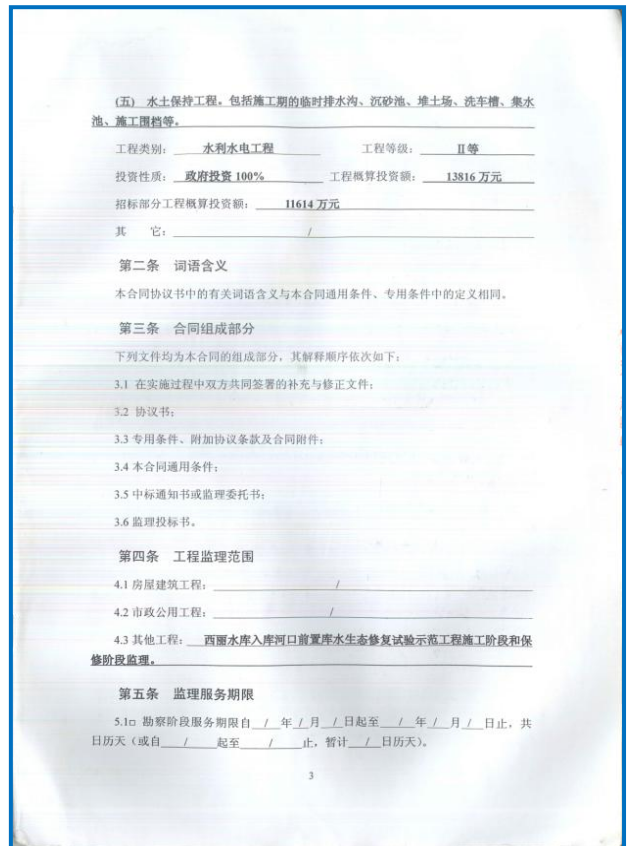 (五) 水土保持工程。包括施工期的临时排水沟、沉砂池、堆土场、洗车槽、集水
池、施工围档等。
工程类别: 水利水电工程 工程等级: Ⅱ等
投资性质: 政府投资 100% 工程概算投资额: 13816 万元
招标部分工程概算投资额: 11614 万元
其 它: /
第二条 词语含义
本合同协议书中的有关词语含义与本合同通用条件、专用条件中的定义相同。
第三条 合同组成部分
下列文件均为本合同的组成部分,其解释顺序依次如下:
3.1 在实施过程中双方共同签署的补充与修正文件;
3.2 协议书;
3.3 专用条件、附加协议条款及合同附件;
3.4 本合同通用条件;
3.5 中标通知书或监理委托书;
3.6 监理投标书。
第四条 工程监理范围
4.1 房屋建筑工程: /
4.2 市政公用工程: /
4.3 其他工程: 西丽水库入库河口前置库水生态修复试验示范工程施工阶段和保
修阶段监理。
第五条 监理服务期限
5.1□ 勘察阶段服务期限自 / 年 / 月 / 日起至 / 年 / 月 / 日止,共
日历天(或自 / 起至 / 止,暂计 / 日历天)。
3